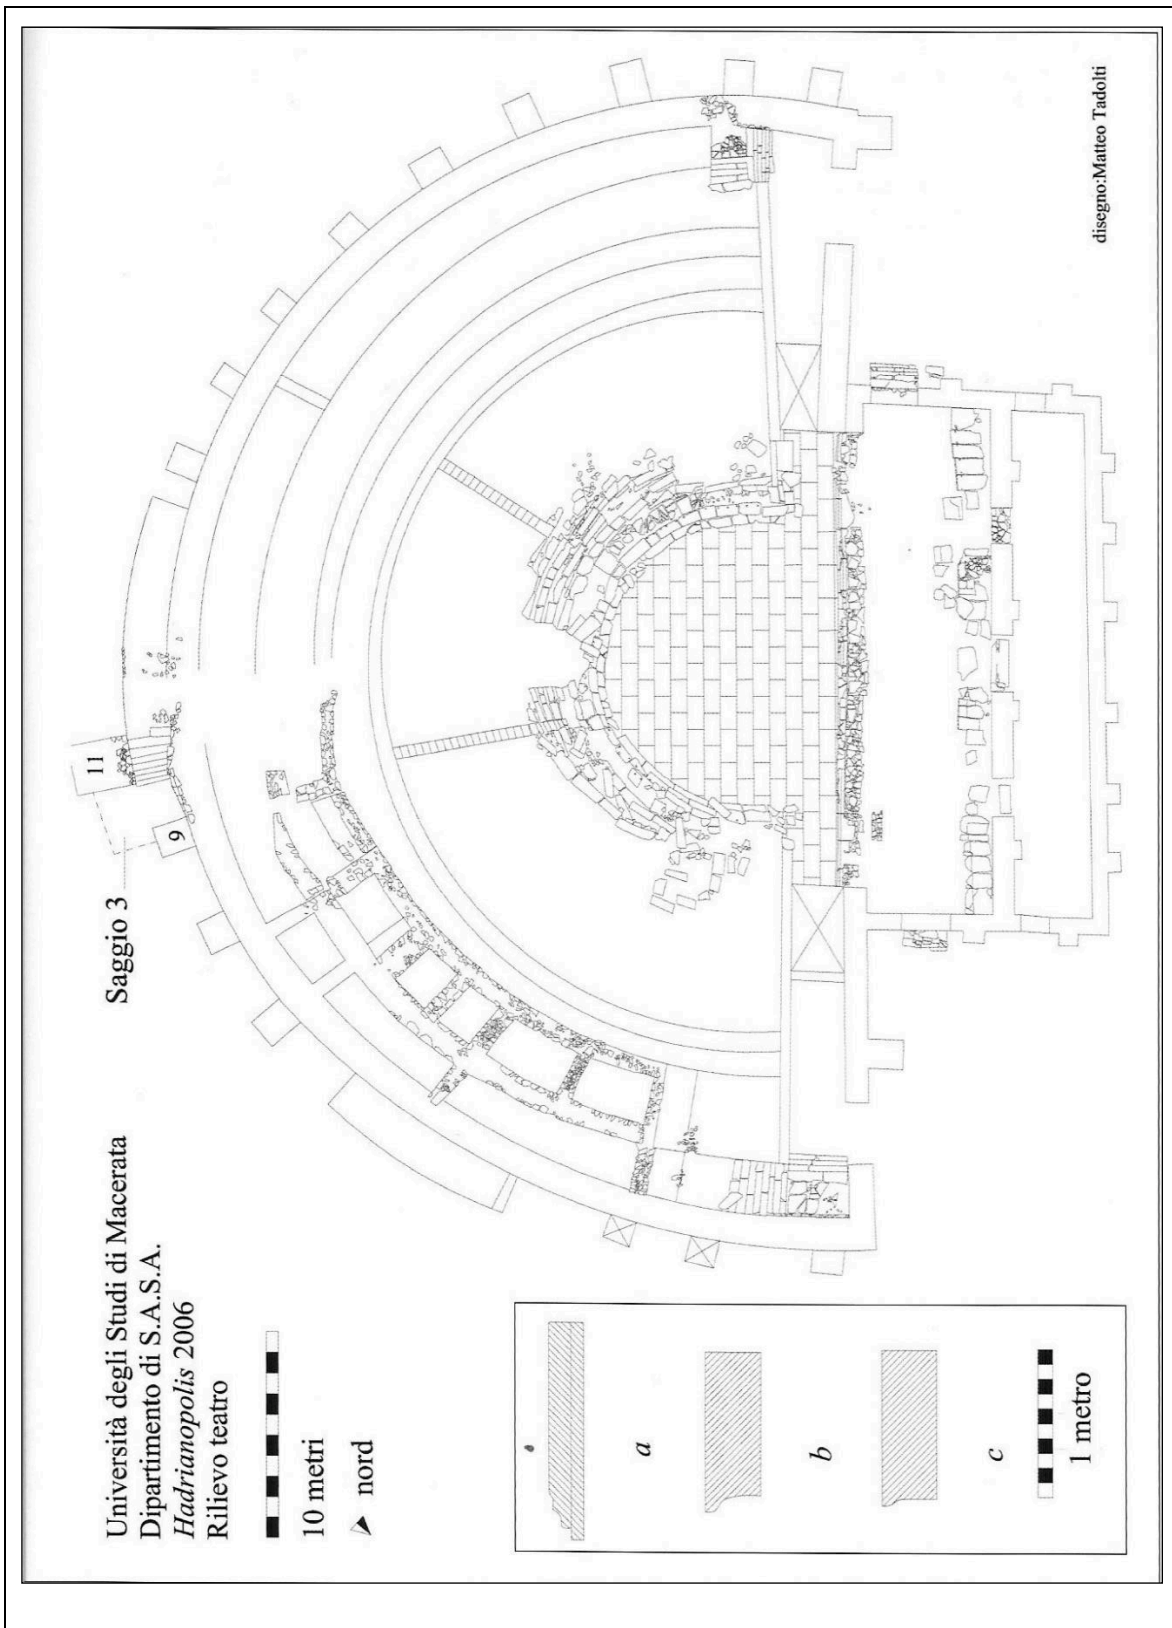 Università degli Studi di Macerata
Dipartimento di S.A.S.A.
Hadrianopolis 2006
Rilievo teatro
10 metri
nord
Saggio 3
9
11
a
b
c
1 metro
disegno:Matteo Tadolti